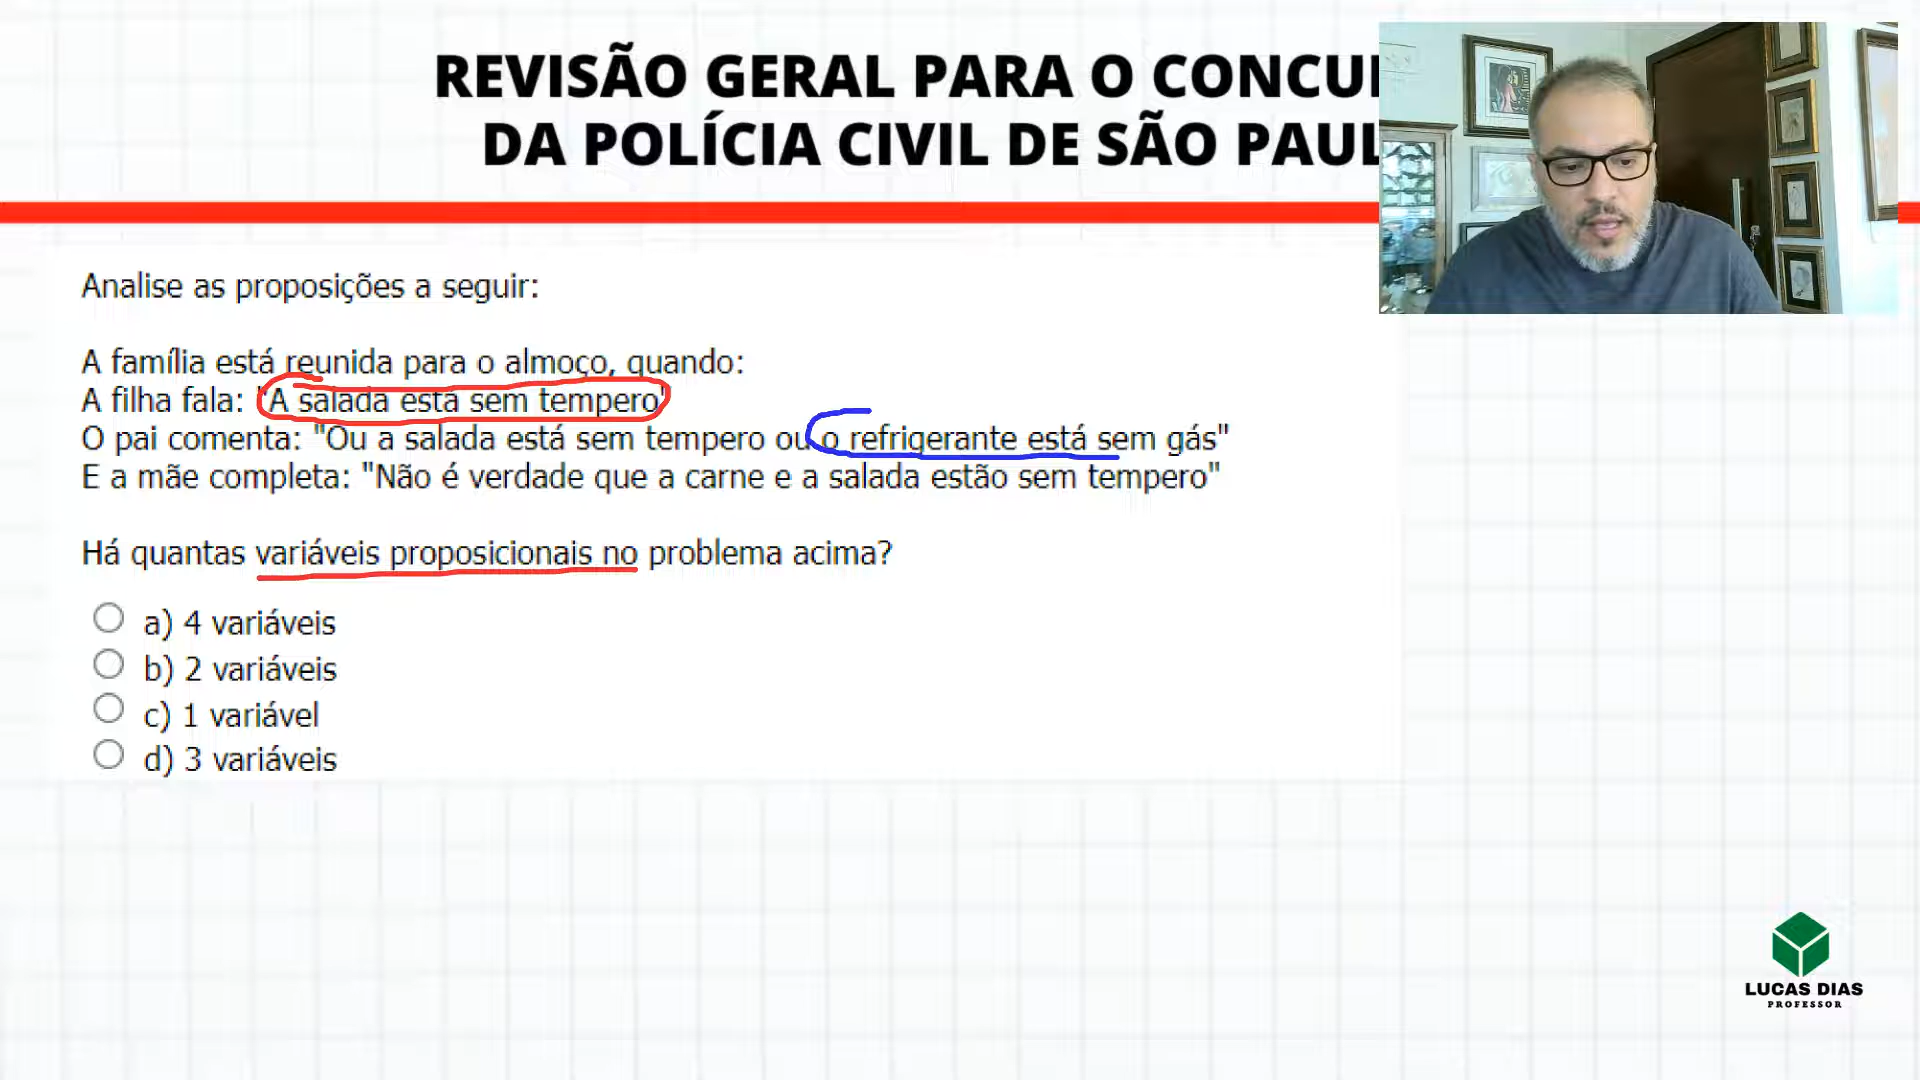 REVISÃO GERAL PARA O CONCU
DA POLÍCIA CIVIL DE SÃO PAUL
Analise as proposições a seguir:
A família está reunida para o almoço, quando:
A filha fala: "A salada está sem tempero"
O pai comenta: "Ou a salada está sem tempero ou o refrigerante está sem gás"
E a mãe completa: "Não é verdade que a carne e a salada estão sem tempero"
Há quantas variáveis proposicionais no problema acima?
a) 4 variáveis
b) 2 variáveis
c) 1 variável
d) 3 variáveis
LUCAS DIAS
PROFESSOR